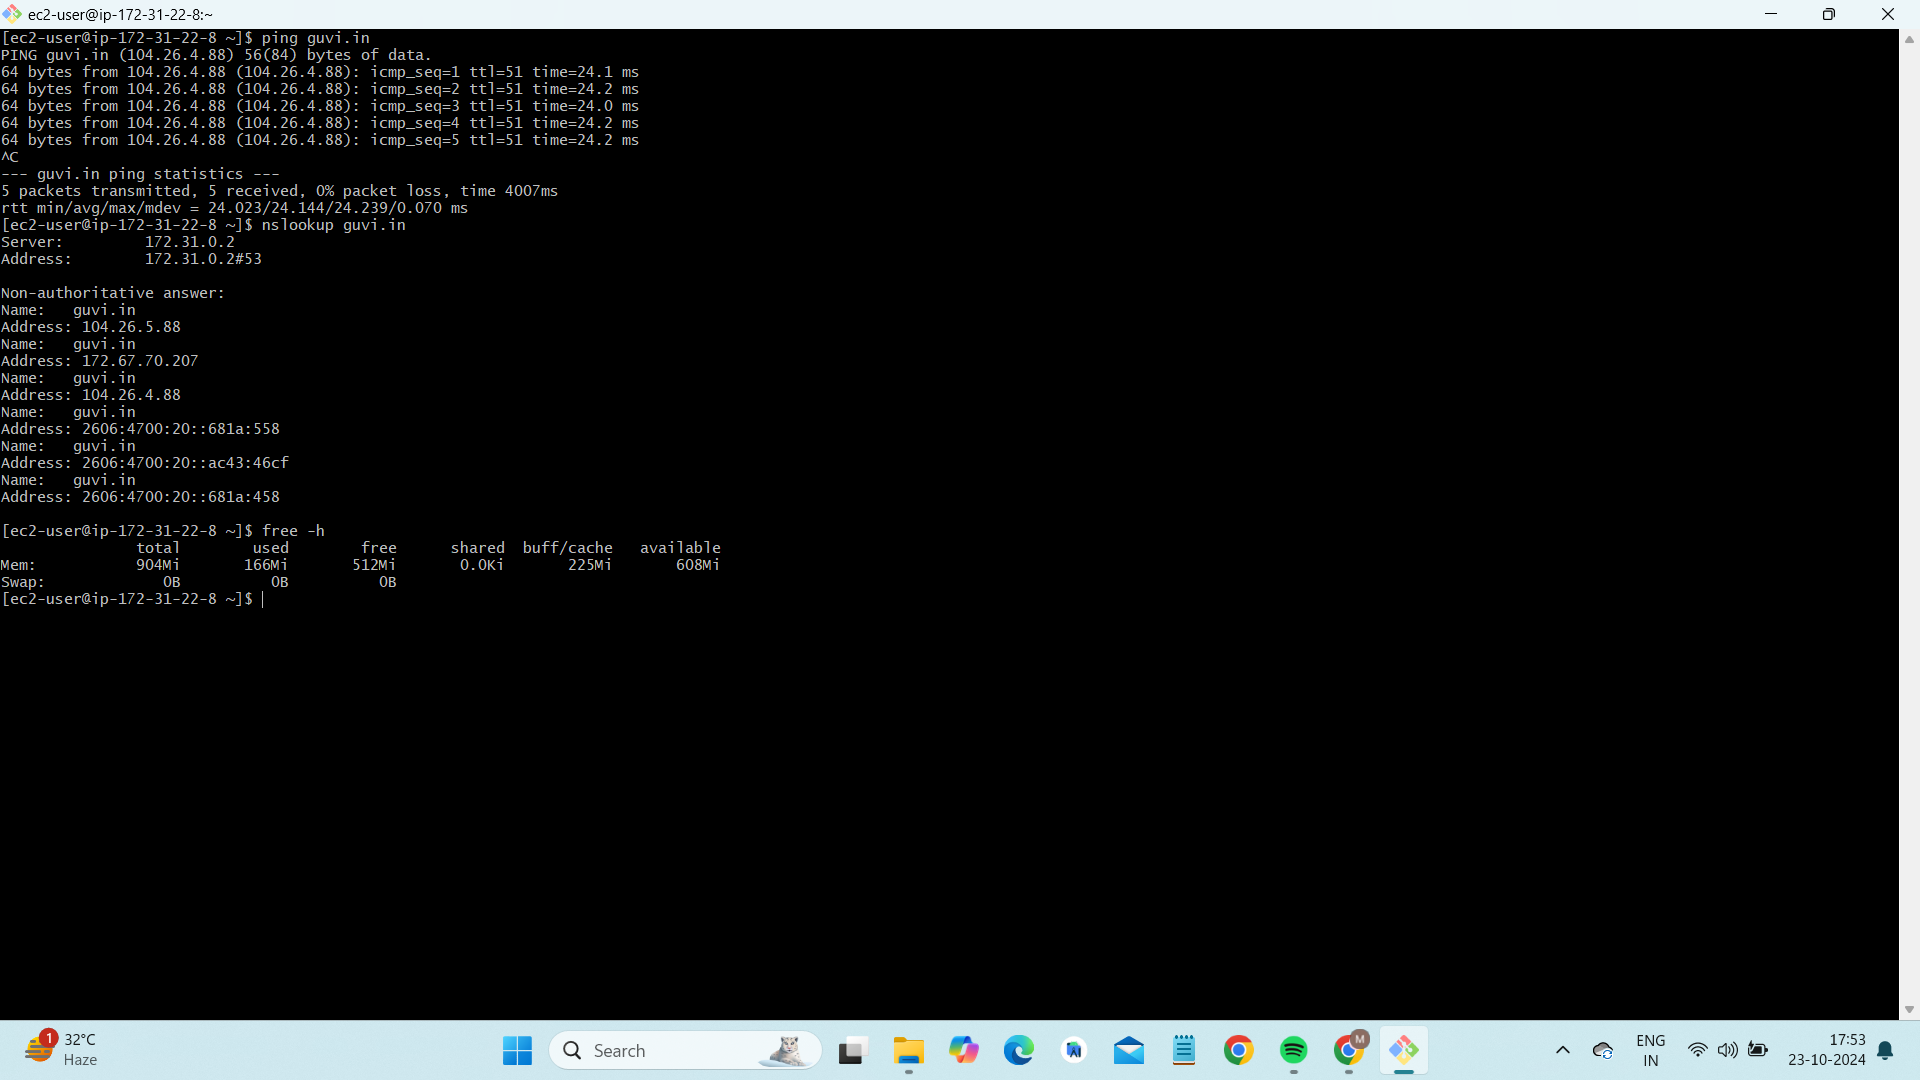 ec2-user@ip-172-31-22-8:~
[ec2-user@ip-172-31-22-8 ~]$ ping guvi.in
PING guvi.in (104.26.4.88) 56(84) bytes of data.
64 bytes from 104.26.4.88 (104.26.4.88): icmp_seq=1 ttl=51 time=24.1 ms
64 bytes from 104.26.4.88 (104.26.4.88): icmp_seq=2 ttl=51 time=24.2 ms
64 bytes from 104.26.4.88 (104.26.4.88): icmp_seq=3 ttl=51 time=24.0 ms
64 bytes from 104.26.4.88 (104.26.4.88): icmp_seq=4 ttl=51 time=24.2 ms
64 bytes from 104.26.4.88 (104.26.4.88): icmp_seq=5 ttl=51 time=24.2 ms
^C
--- guvi.in ping statistics ---
5 packets transmitted, 5 received, 0% packet loss, time 4007ms
rtt min/avg/max/mdev = 24.023/24.144/24.239/0.070 ms
[ec2-user@ip-172-31-22-8 ~]$ nslookup guvi.in
Server:         172.31.0.2
Address:        172.31.0.2#53
Non-authoritative answer:
Name:   guvi.in
Address: 104.26.5.88
Name:   guvi.in
Address: 172.67.70.207
Name:   guvi.in
Address: 104.26.4.88
Name:   guvi.in
Address: 2606:4700:20::681a:558
Name:   guvi.in
Address: 2606:4700:20::ac43:46cf
Name:   guvi.in
Address: 2606:4700:20::681a:458
[ec2-user@ip-172-31-22-8 ~]$ free -h
               total        used        free      shared  buff/cache   available
Mem:           904Mi       166Mi       512Mi       0.0Ki       225Mi       608Mi
Swap:             0B          0B          0B
[ec2-user@ip-172-31-22-8 ~]$
1
32°C
Haze
Search
M
ENG
IN
17:53
23-10-2024